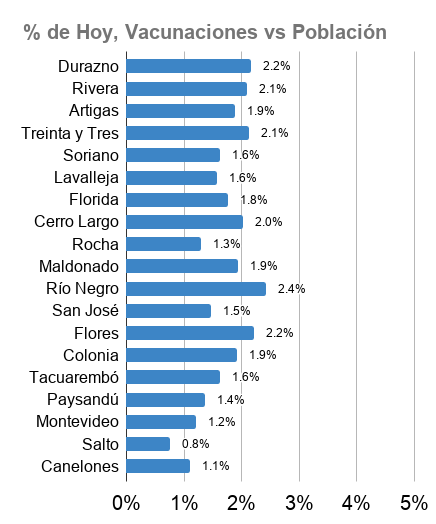 % de Hoy, Vacunaciones vs Población
Durazno 2.2%
Rivera 2.1%
Artigas 1.9%
Treinta y Tres 2.1%
Soriano 1.6%
Lavalleja 1.6%
Florida 1.8%
Cerro Largo 2.0%
Rocha 1.3%
Maldonado 1.9%
Río Negro 2.4%
San José 1.5%
Flores 2.2%
Colonia 1.9%
Tacuarembó 1.6%
Paysandú 1.4%
Montevideo 1.2%
Salto 0.8%
Canelones 1.1%
0% 1% 2% 3% 4% 5%